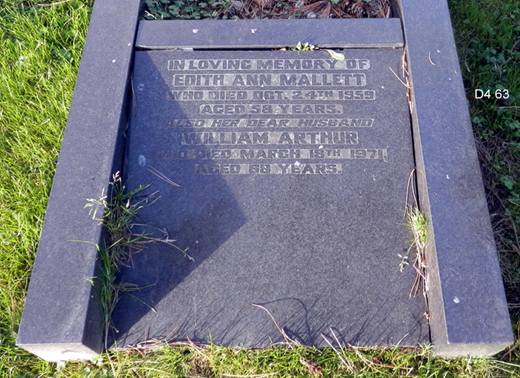 IN LOVING MEMORY OF
EDITH ANN MALLETT
WHO DIED OCT. 24TH 1959
AGED 58 YEARS.
ALSO HER DEAR HUSBAND
WILLIAM ARTHUR
WHO DIED MARCH 18TH 1971,
AGED 68 YEARS.
D4 63